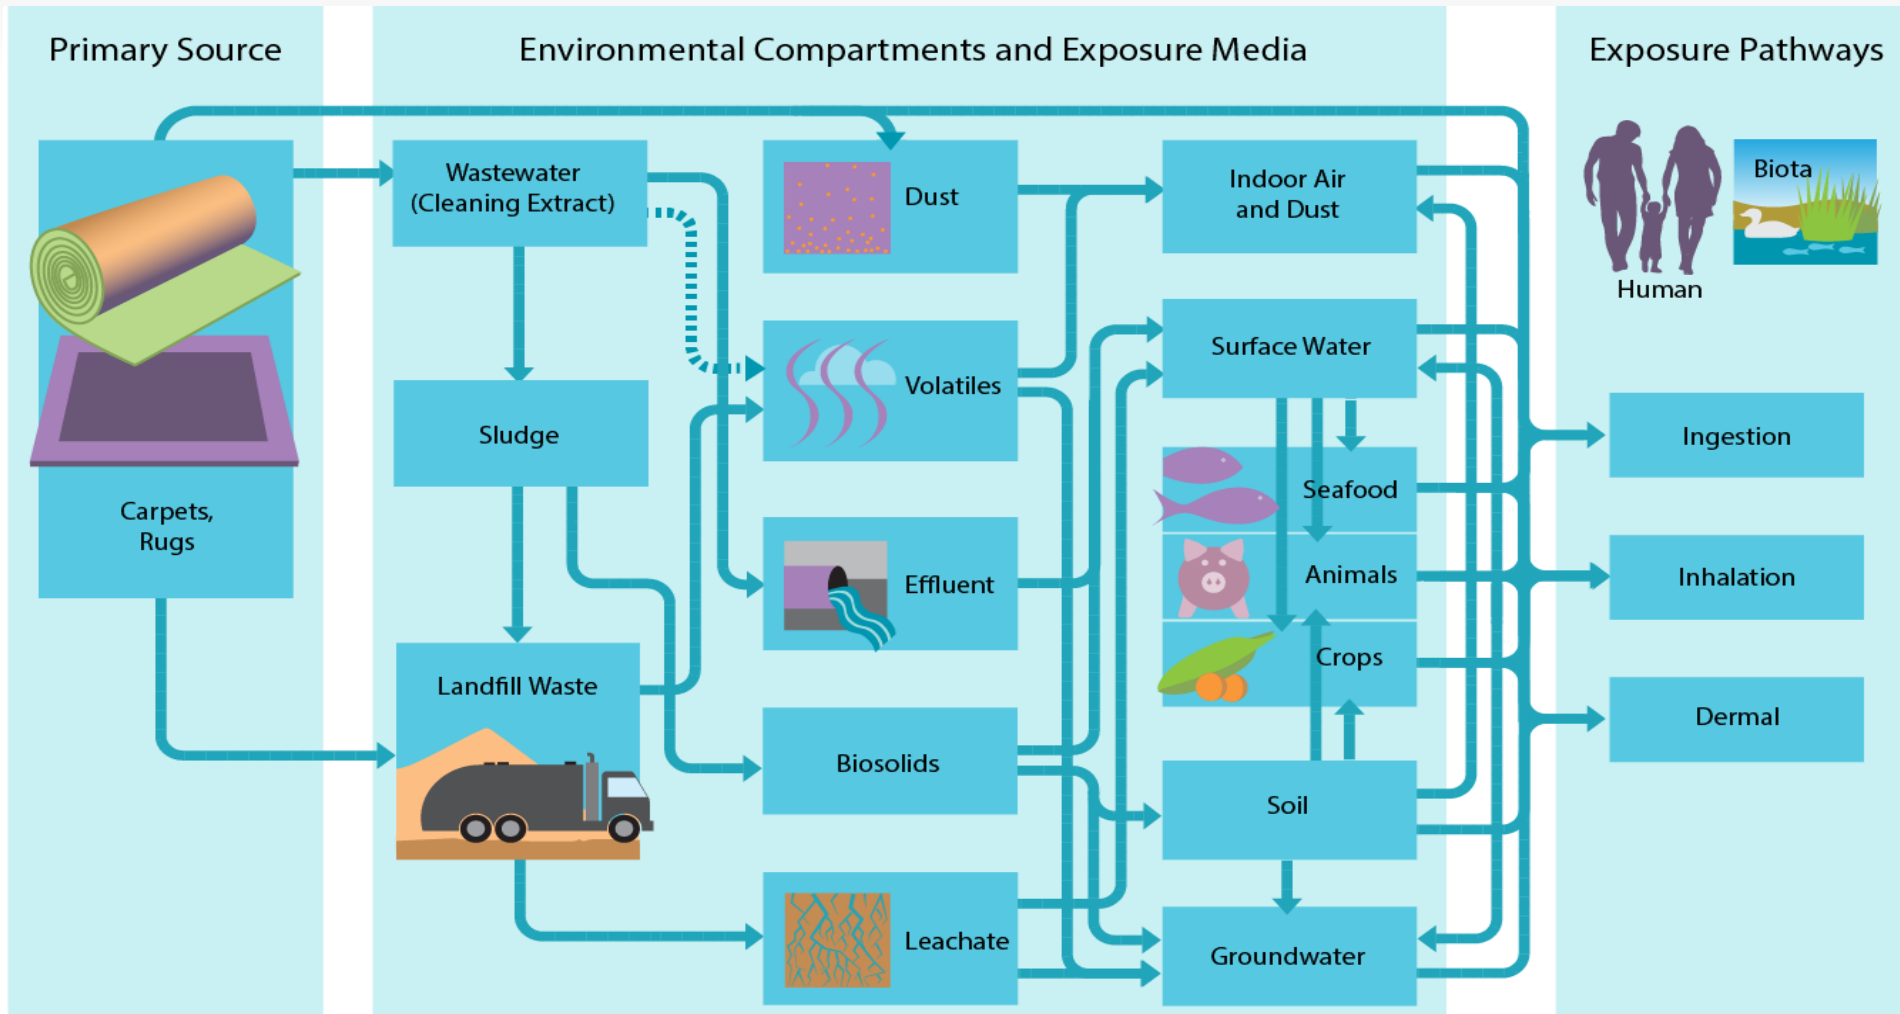 Primary Source
Environmental Compartments and Exposure Media
Exposure Pathways
Carpets,
Rugs
Wastewater
(Cleaning Extract)
Sludge
Landfill Waste
Dust
Volatiles
Effluent
Biosolids
Leachate
Indoor Air
and Dust
Surface Water
Seafood
Animals
Crops
Soil
Groundwater
Human
Biota
Ingestion
Inhalation
Dermal